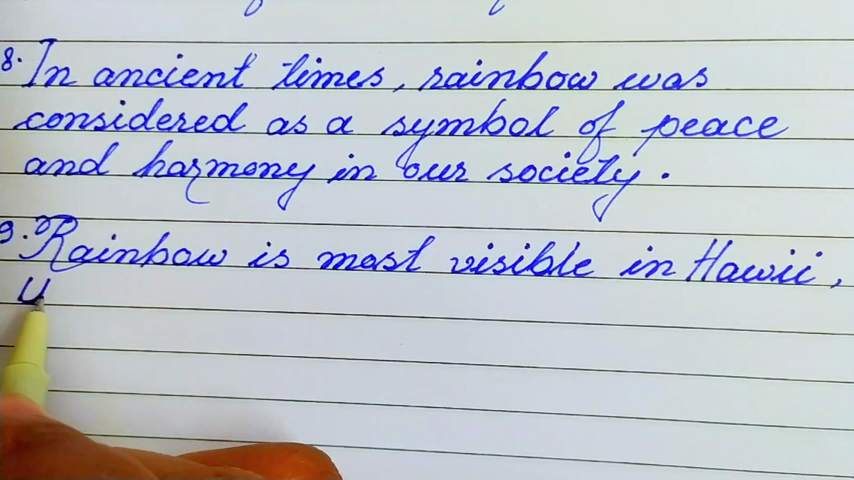 8. In ancient times, rainbow was
considered as a symbol of peace
and harmony in our society.
9. Rainbow is most visible in Hawii,
U